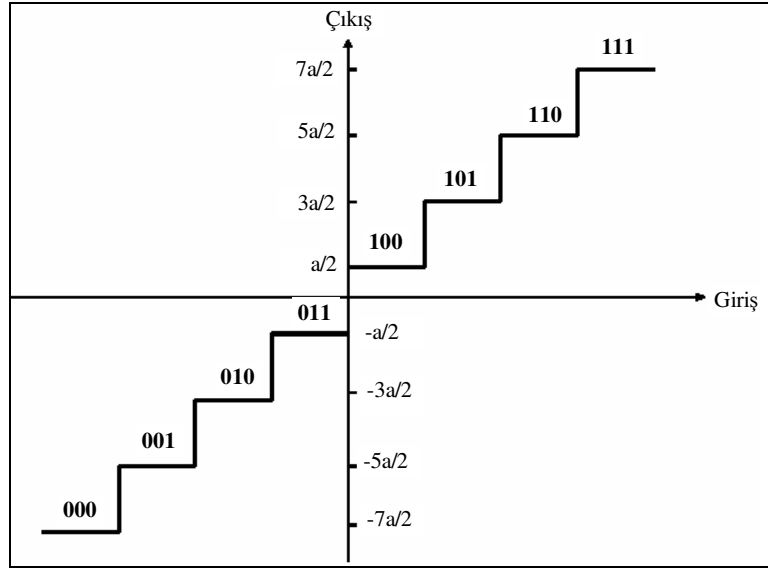 Çıkış
111
7a/2
110
5a/2
101
3a/2
100
a/2
Giriş
011
-a/2
010
-3a/2
001
-5a/2
000
-7a/2